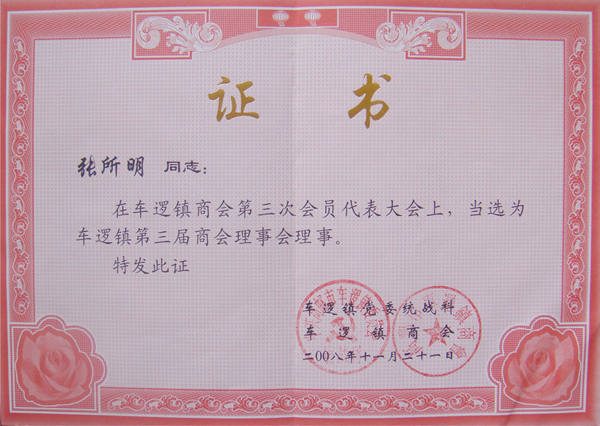 证 书
张所明 同志：
在车逻镇商会第三次会员代表大会上，当选为
车逻镇第三届商会理事会理事。
特发此证
车逻镇党委统战科
车逻镇商会
二00八年十一月二十一日